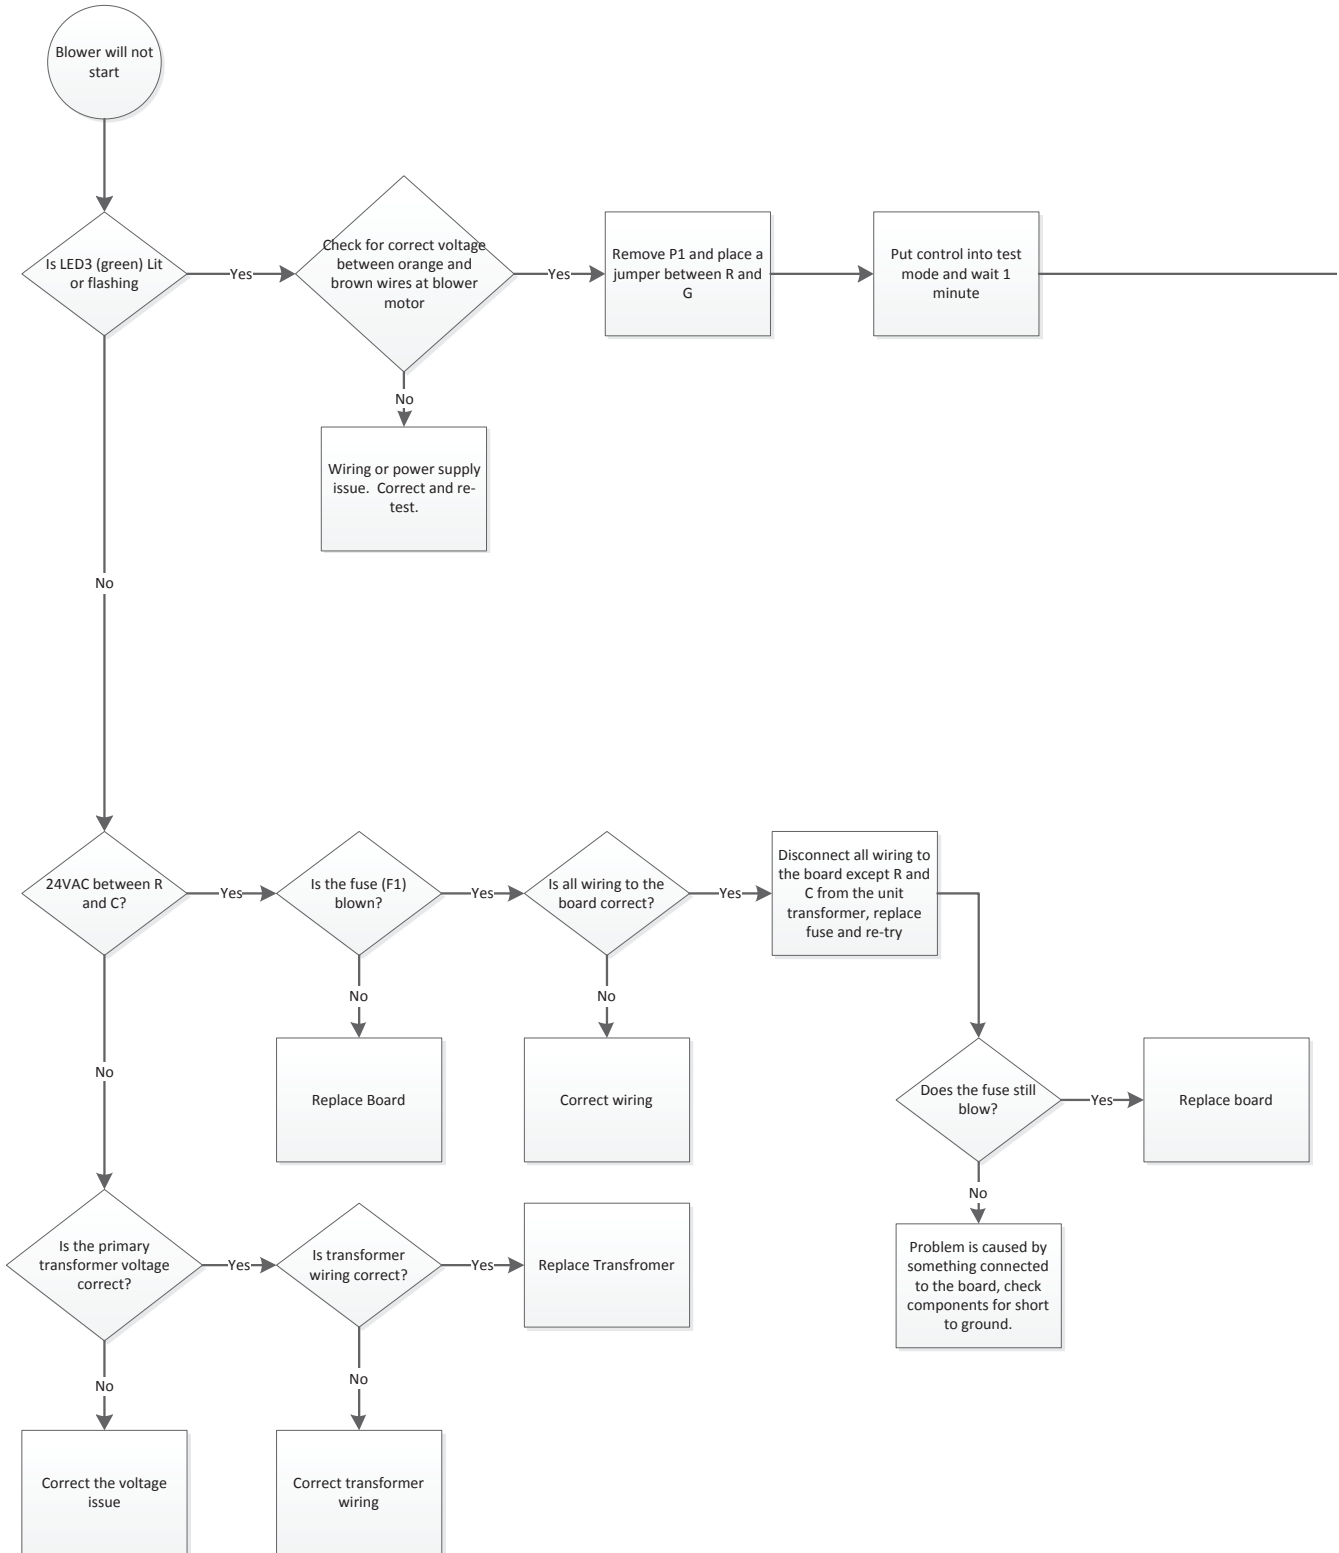 Blower will not
start
Is LED3 (green) Lit
or flashing
Yes
Check for correct voltage
between orange and
brown wires at blower
motor
Yes
Remove P1 and place a
jumper between R and
G
Put control into test
mode and wait 1
minute
No
Wiring or power supply
issue.  Correct and re-
test.
No
24VAC between R
and C?
Yes
Is the fuse (F1)
blown?
Yes
Is all wiring to the
board correct?
Yes
Disconnect all wiring to
the board except R and
C from the unit
transformer, replace
fuse and re-try
No
No
No
Replace Board
Correct wiring
Does the fuse still
blow?
Yes
Replace board
No
Is the primary
transformer voltage
correct?
Yes
Is transformer
wiring correct?
Yes
Replace Transfromer
Problem is caused by
something connected
to the board, check
components for short
to ground.
No
No
Correct the voltage
issue
Correct transformer
wiring